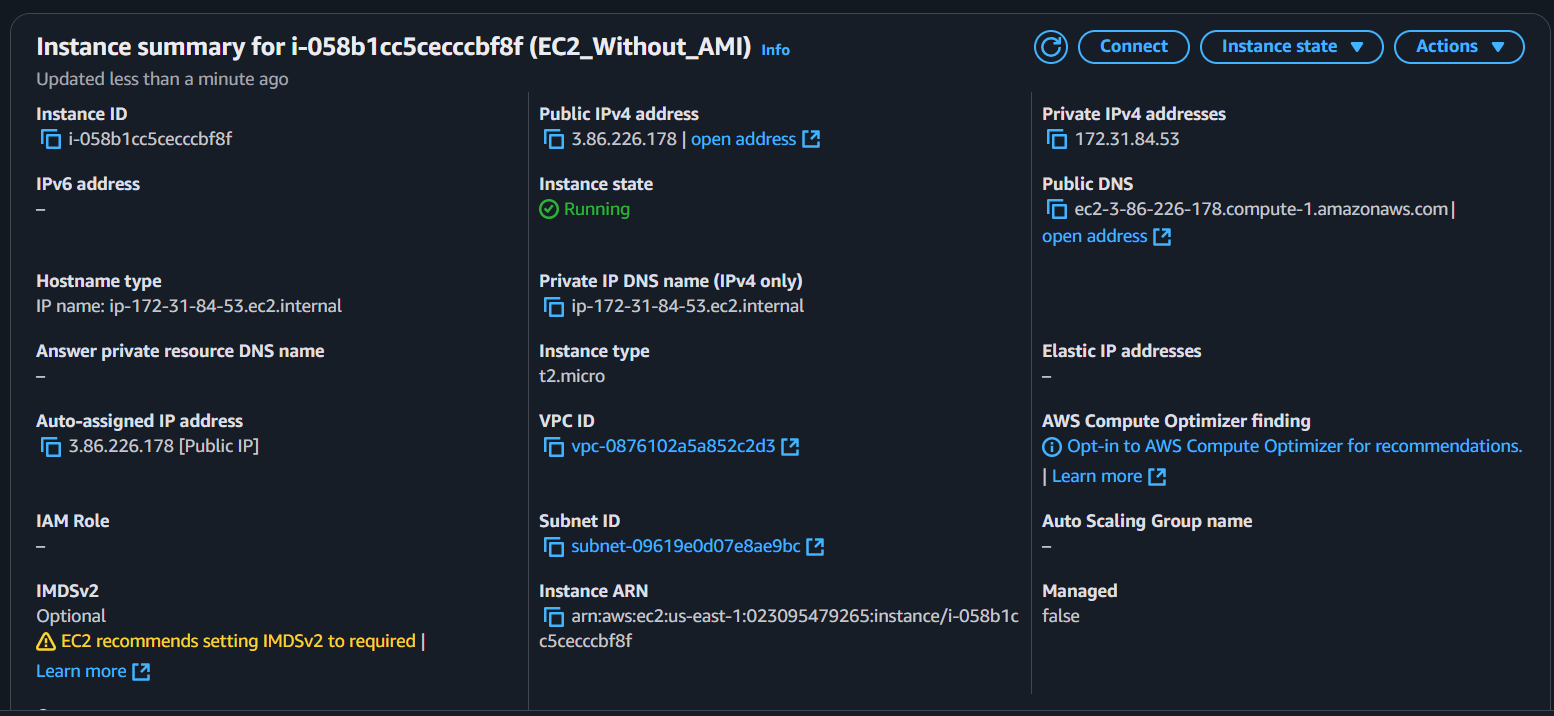 Instance summary for i-058b1cc5cecccbf8f (EC2_Without_AMI) Info
Connect
Instance state
Actions
Updated less than a minute ago
Instance ID
i-058b1cc5cecccbf8f
Public IPv4 address
3.86.226.178 | open address
Private IPv4 addresses
172.31.84.53
IPv6 address
–
Instance state
Running
Public DNS
ec2-3-86-226-178.compute-1.amazonaws.com |
open address
Hostname type
IP name: ip-172-31-84-53.ec2.internal
Private IP DNS name (IPv4 only)
ip-172-31-84-53.ec2.internal
Answer private resource DNS name
–
Instance type
t2.micro
Elastic IP addresses
–
Auto-assigned IP address
3.86.226.178 [Public IP]
VPC ID
vpc-0876102a5a852c2d3
AWS Compute Optimizer finding
Opt-in to AWS Compute Optimizer for recommendations.
| Learn more
IAM Role
–
Subnet ID
subnet-09619e0d07e8ae9bc
Auto Scaling Group name
–
IMDSv2
Optional
EC2 recommends setting IMDSv2 to required |
Learn more
Instance ARN
arn:aws:ec2:us-east-1:023095479265:instance/i-058b1c
c5cecccbf8f
Managed
false